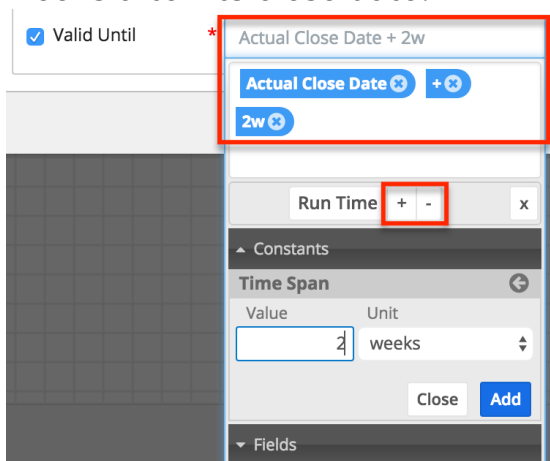 Valid Until * Actual Close Date + 2w
Actual Close Date +
2w
Run Time + - x
Constants
Time Span
Value Unit
2 weeks
Close Add
Fields